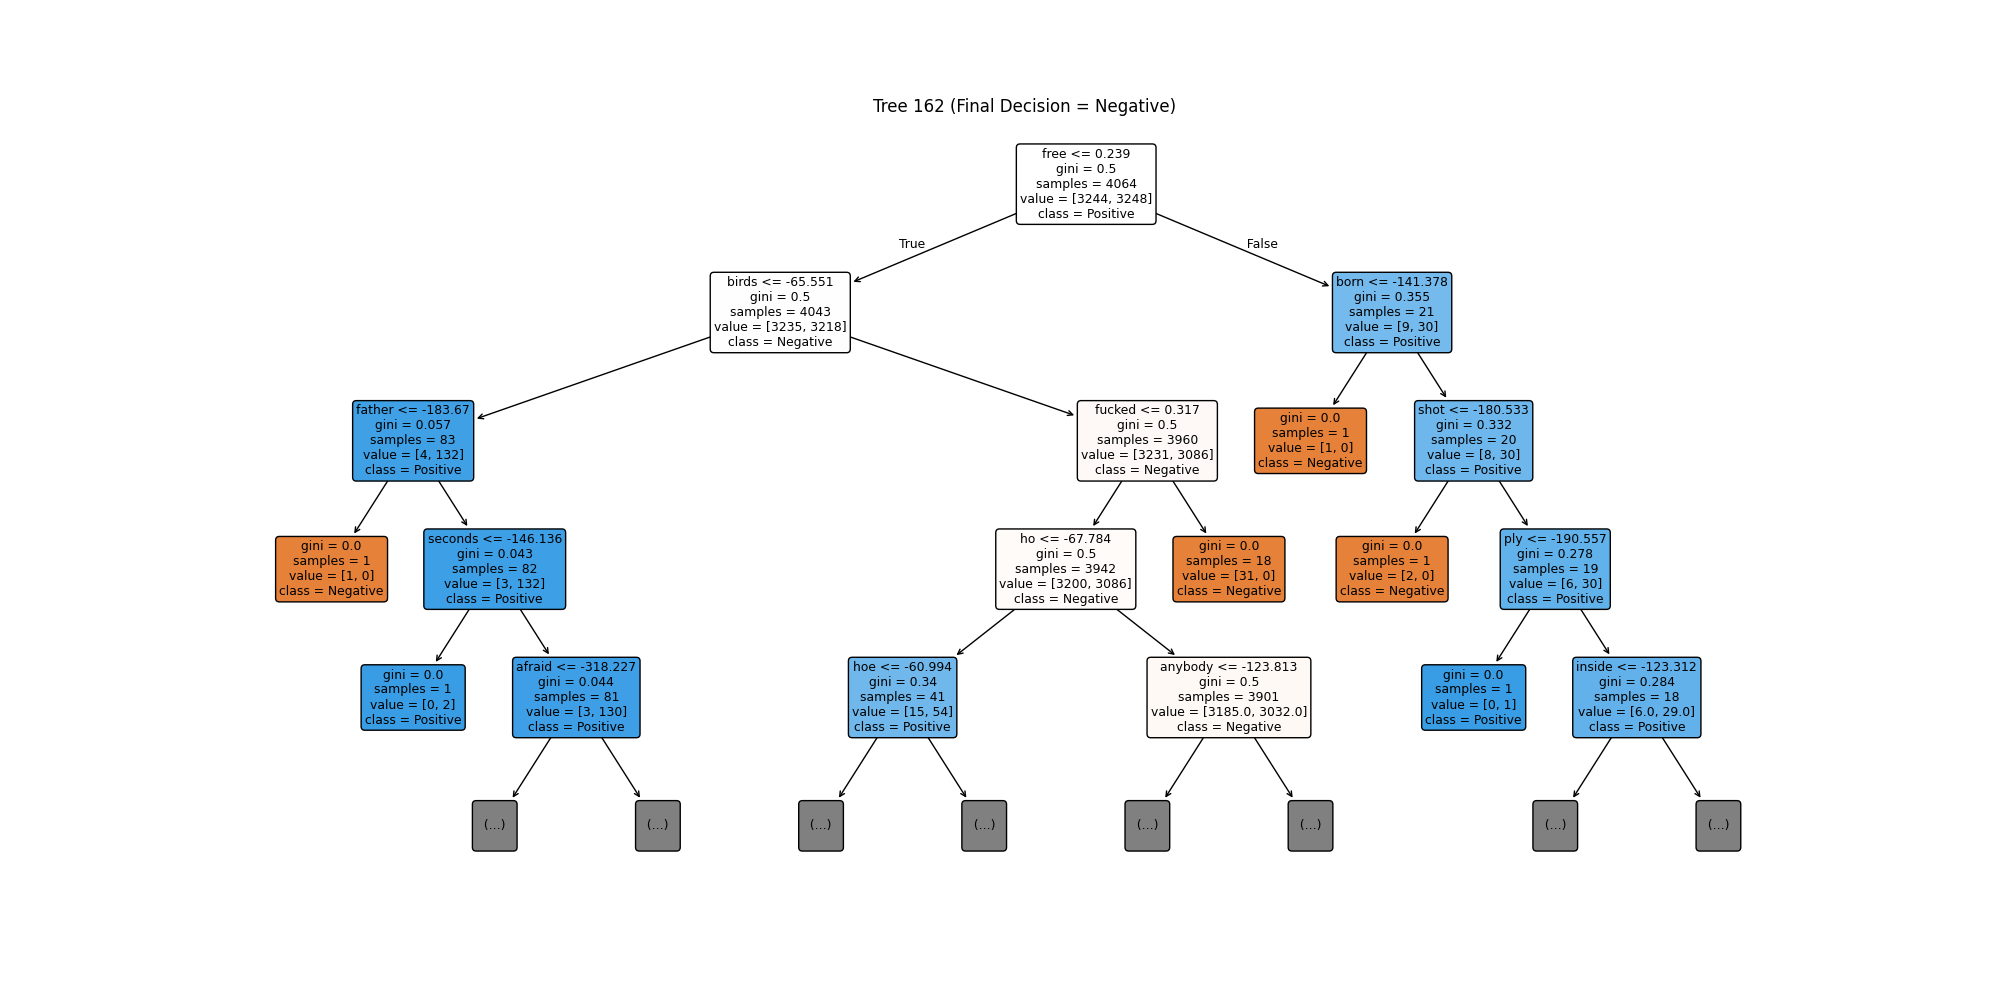 Tree 162 (Final Decision = Negative)
free <= 0.239
gini = 0.5
samples = 4064
value = [3244, 3248]
class = Positive
True
False
birds <= -65.551
gini = 0.5
samples = 4043
value = [3235, 3218]
class = Negative
born <= -141.378
gini = 0.355
samples = 21
value = [9, 30]
class = Positive
father <= -183.67
gini = 0.057
samples = 83
value = [4, 132]
class = Positive
fucked <= 0.317
gini = 0.5
samples = 3960
value = [3231, 3086]
class = Negative
gini = 0.0
samples = 1
value = [1, 0]
class = Negative
shot <= -180.533
gini = 0.332
samples = 20
value = [8, 30]
class = Positive
gini = 0.0
samples = 1
value = [1, 0]
class = Negative
seconds <= -146.136
gini = 0.043
samples = 82
value = [3, 132]
class = Positive
ho <= -67.784
gini = 0.5
samples = 3942
value = [3200, 3086]
class = Negative
gini = 0.0
samples = 18
value = [31, 0]
class = Negative
gini = 0.0
samples = 1
value = [2, 0]
class = Negative
ply <= -190.557
gini = 0.278
samples = 19
value = [6, 30]
class = Positive
gini = 0.0
samples = 1
value = [0, 2]
class = Positive
afraid <= -318.227
gini = 0.044
samples = 81
value = [3, 130]
class = Positive
hoe <= -60.994
gini = 0.34
samples = 41
value = [15, 54]
class = Positive
anybody <= -123.813
gini = 0.5
samples = 3901
value = [3185.0, 3032.0]
class = Negative
gini = 0.0
samples = 1
value = [0, 1]
class = Positive
inside <= -123.312
gini = 0.284
samples = 18
value = [6.0, 29.0]
class = Positive
(...)
(...)
(...)
(...)
(...)
(...)
(...)
(...)